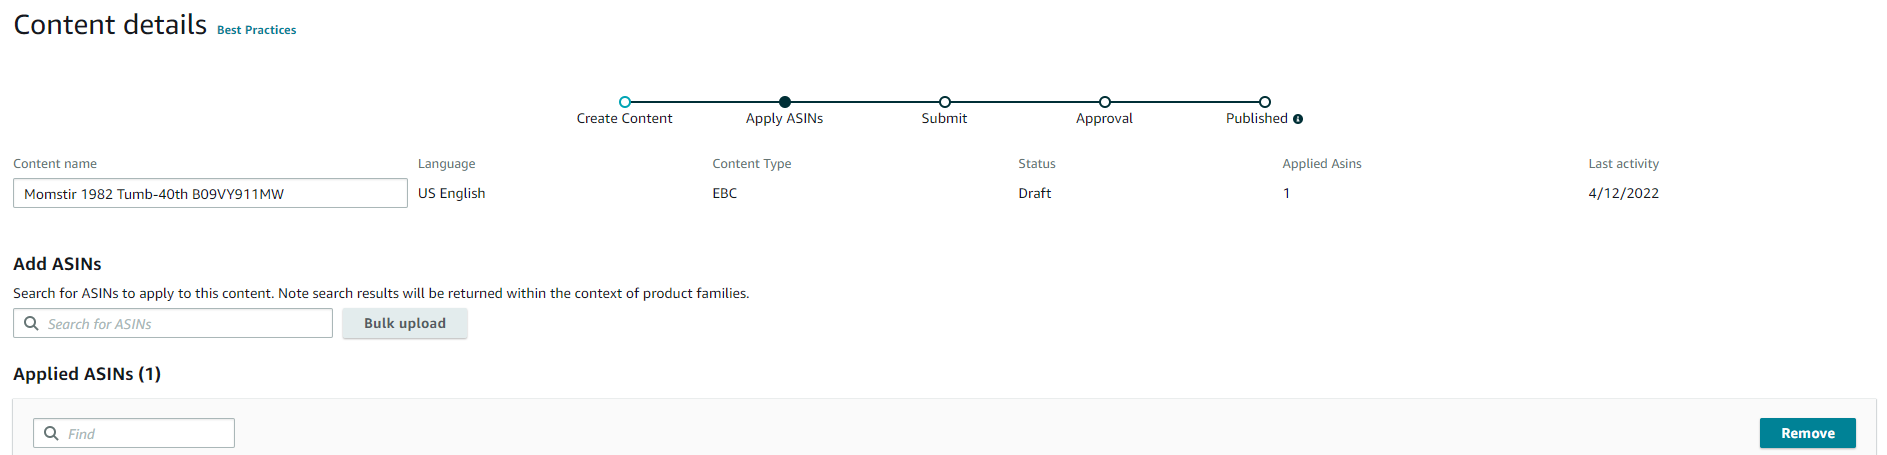 Content details Best Practices
Create Content Apply ASINs Submit Approval Published
Content name Language Content Type Status Applied Asins Last activity
Momstir 1982 Tumb-40th B09VY911MW US English EBC Draft 1 4/12/2022
Add ASINs
Search for ASINs to apply to this content. Note search results will be returned within the context of product families.
Search for ASINs Bulk upload
Applied ASINs (1)
Find Remove